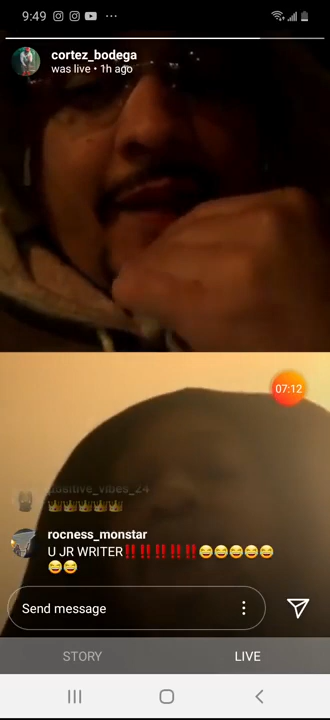 9:49
cortez_bodega
was live • 1h ago
07:12
positive_vibes_24
👑👑👑👑👑
rocness_monstar
U JR WRITER‼️‼️‼️‼️‼️😂😂😂😂😂
😂😂
Send message
STORY LIVE